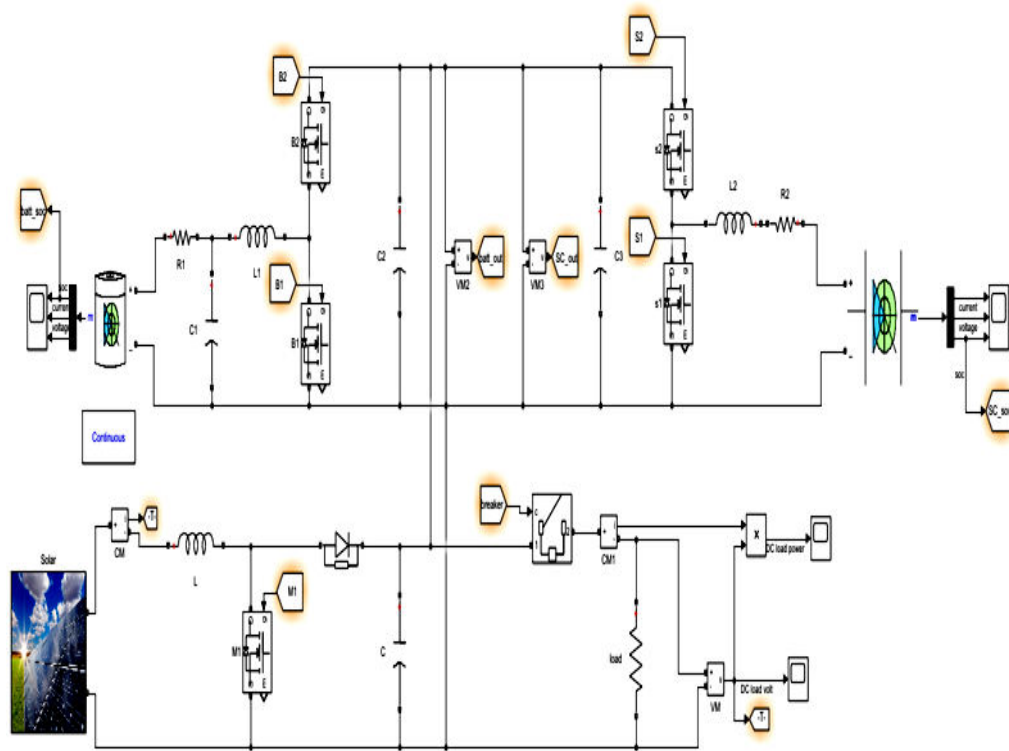 S2
B2
B2
s2
L2
R2
batt_soc
R1
L1
C2
batt_out
VM2
SC_out
VM3
C3
S1
s1
B1
B1
C1
soc
current
voltage
m
m
current
voltage
soc
SC_soc
Continuous
breaker
-T-
CM
CM1
X
DC load power
Solar
L
M1
M1
C
load
VM
DC load volt
-T-